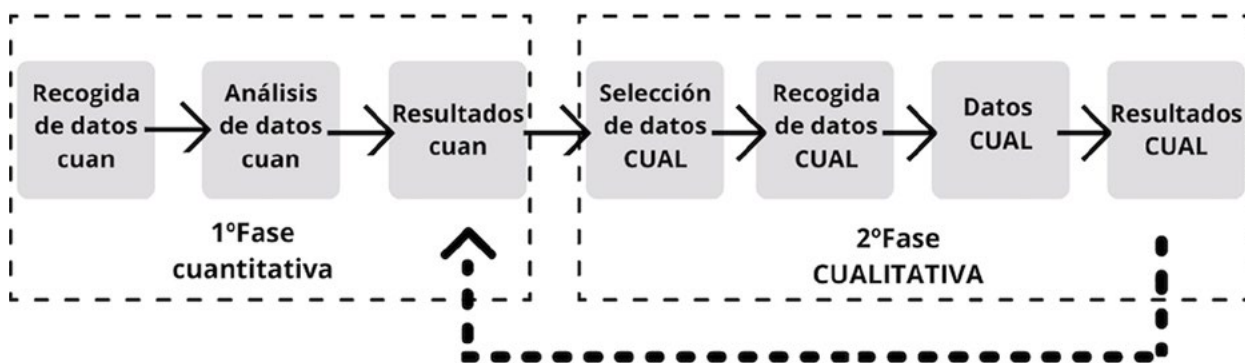 Recogida
de datos
cuan
Análisis
de datos
cuan
Resultados
cuan
Selección
de datos
CUAL
Recogida
de datos
CUAL
Datos
CUAL
Resultados
CUAL
1ºFase
cuantitativa
2ºFase
CUALITATIVA